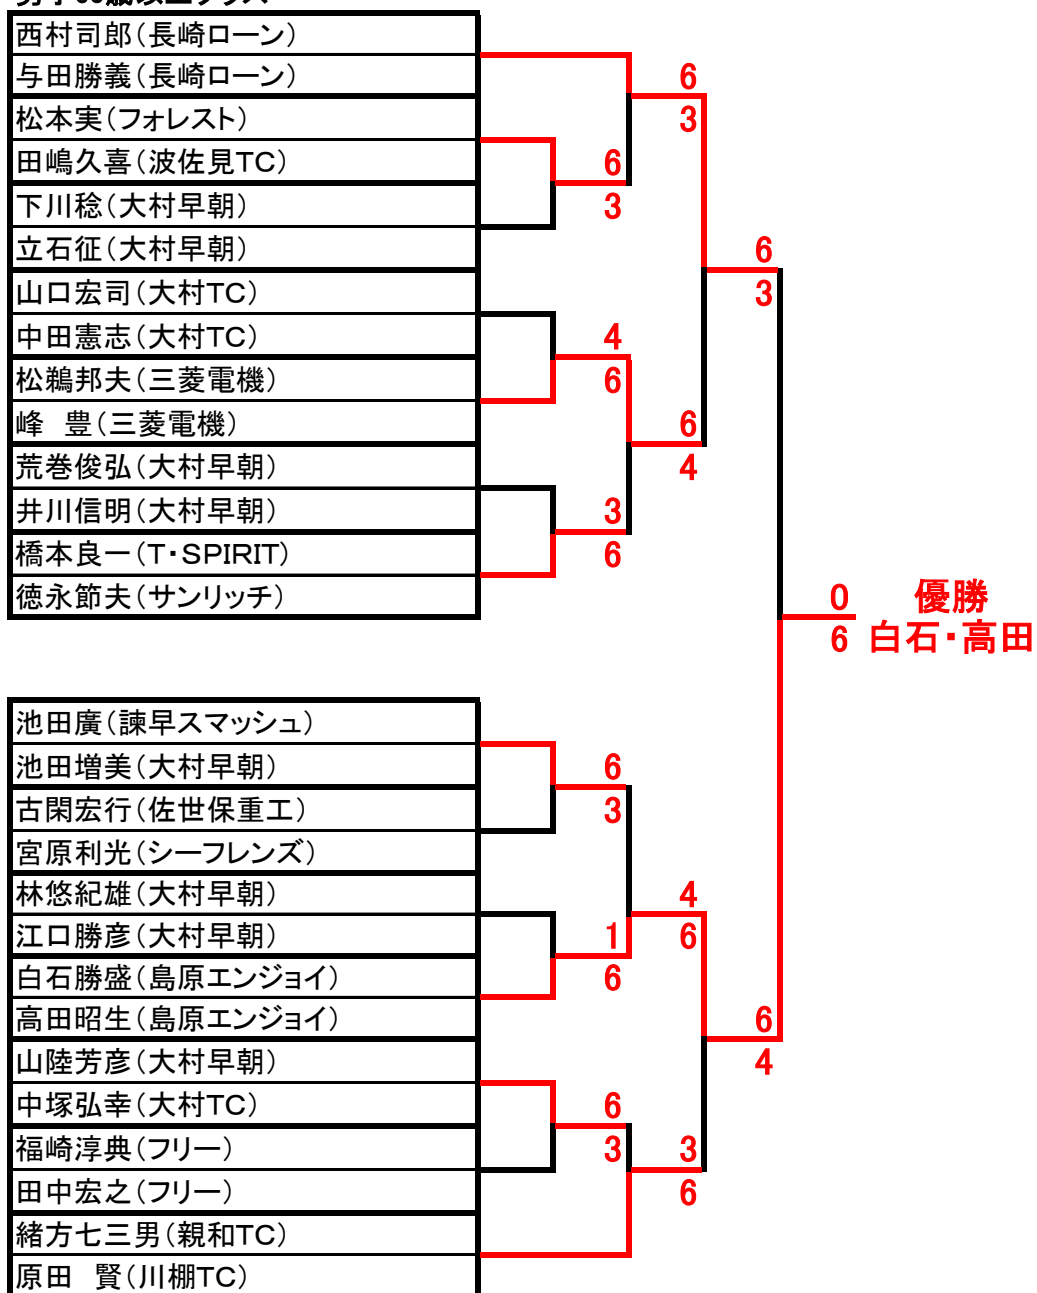 西村司郎(長崎ローン)
与田勝義(長崎ローン)
6
松本実(フォレスト)
3
田嶋久喜(波佐見TC)
6
下川稔(大村早朝)
3
立石征(大村早朝)
6
山口宏司(大村TC)
3
中田憲志(大村TC)
4
松鵜邦夫(三菱電機)
6
峰　豊(三菱電機)
6
荒巻俊弘(大村早朝)
4
井川信明(大村早朝)
3
橋本良一(T・SPIRIT)
6
徳永節夫(サンリッチ)
0
優勝
6
白石・高田
池田廣(諫早スマッシュ)
池田増美(大村早朝)
6
古閑宏行(佐世保重工)
3
宮原利光(シーフレンズ)
林悠紀雄(大村早朝)
4
江口勝彦(大村早朝)
1
6
白石勝盛(島原エンジョイ)
6
高田昭生(島原エンジョイ)
6
山陸芳彦(大村早朝)
4
中塚弘幸(大村TC)
6
福崎淳典(フリー)
3
3
田中宏之(フリー)
6
緒方七三男(親和TC)
原田　賢(川棚TC)